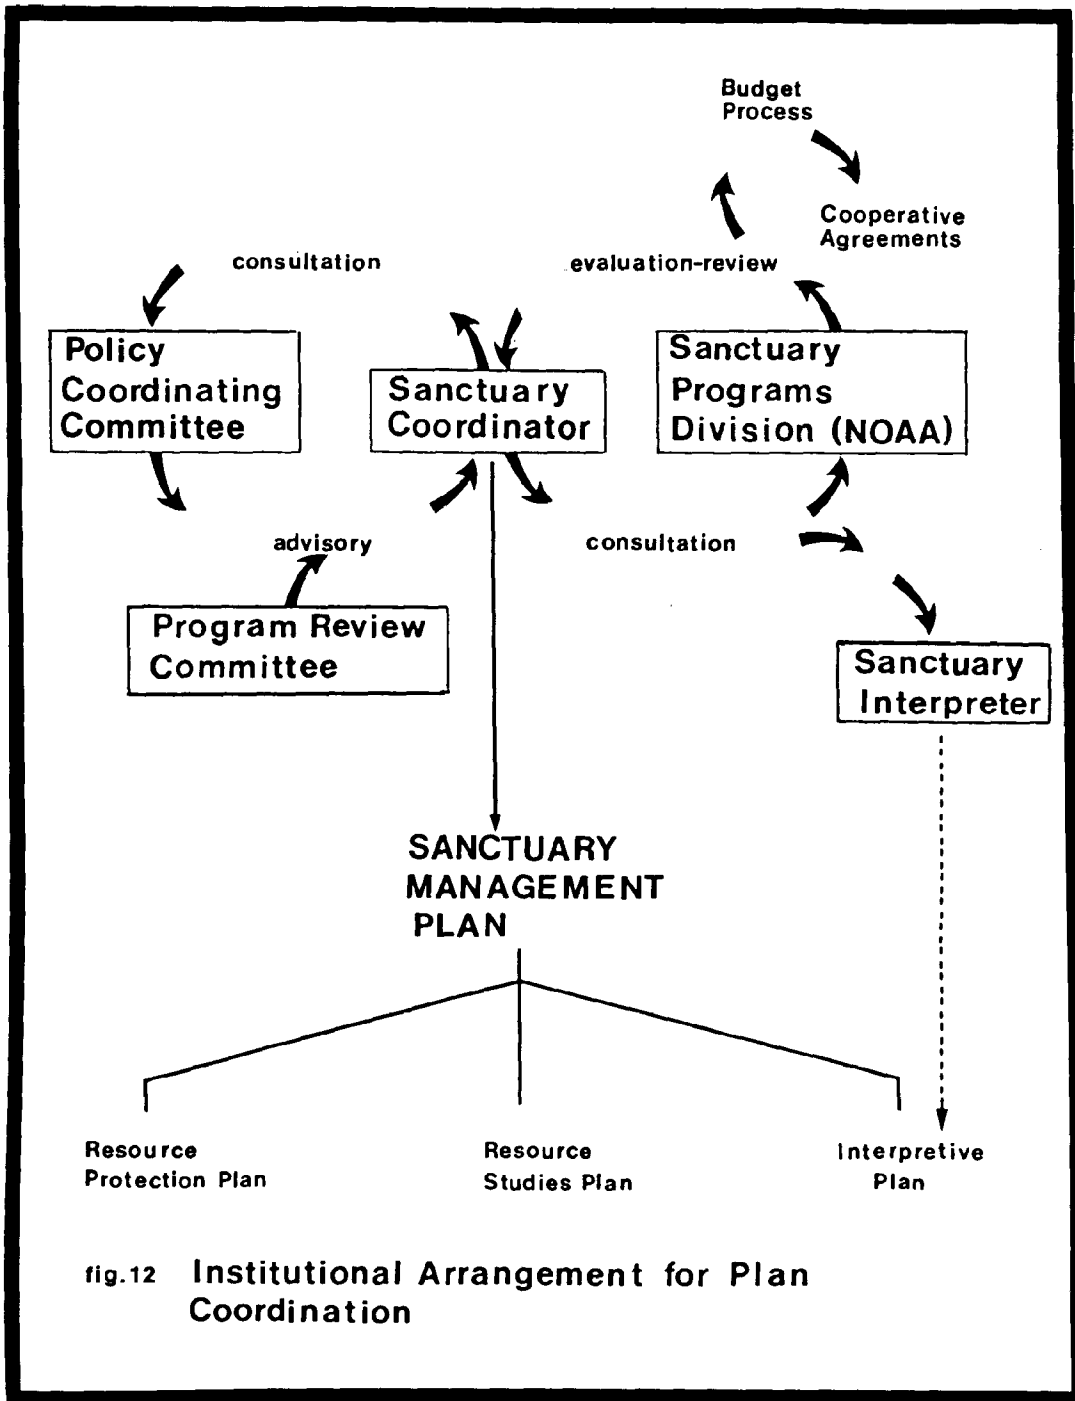 Budget
Process
Cooperative
Agreements
consultation
evaluation-review
Policy
Coordinating
Committee
Sanctuary
Coordinator
Sanctuary
Programs
Division (NOAA)
advisory
consultation
Program Review
Committee
Sanctuary
Interpreter
SANCTUARY
MANAGEMENT
PLAN
Resource
Protection Plan
Resource
Studies Plan
Interpretive
Plan
fig.12 Institutional Arrangement for Plan
Coordination